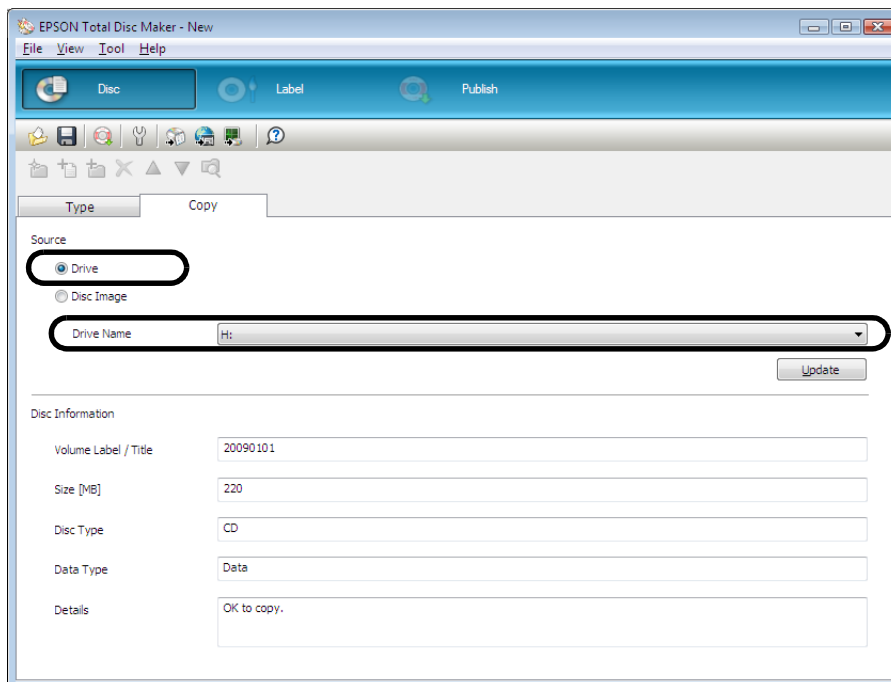 EPSON Total Disc Maker - New
File View Tool Help
Disc Label Publish
Type Copy
Source
Drive
Disc Image
Drive Name H:
Update
Disc Information
Volume Label / Title 20090101
Size [MB] 220
Disc Type CD
Data Type Data
Details OK to copy.